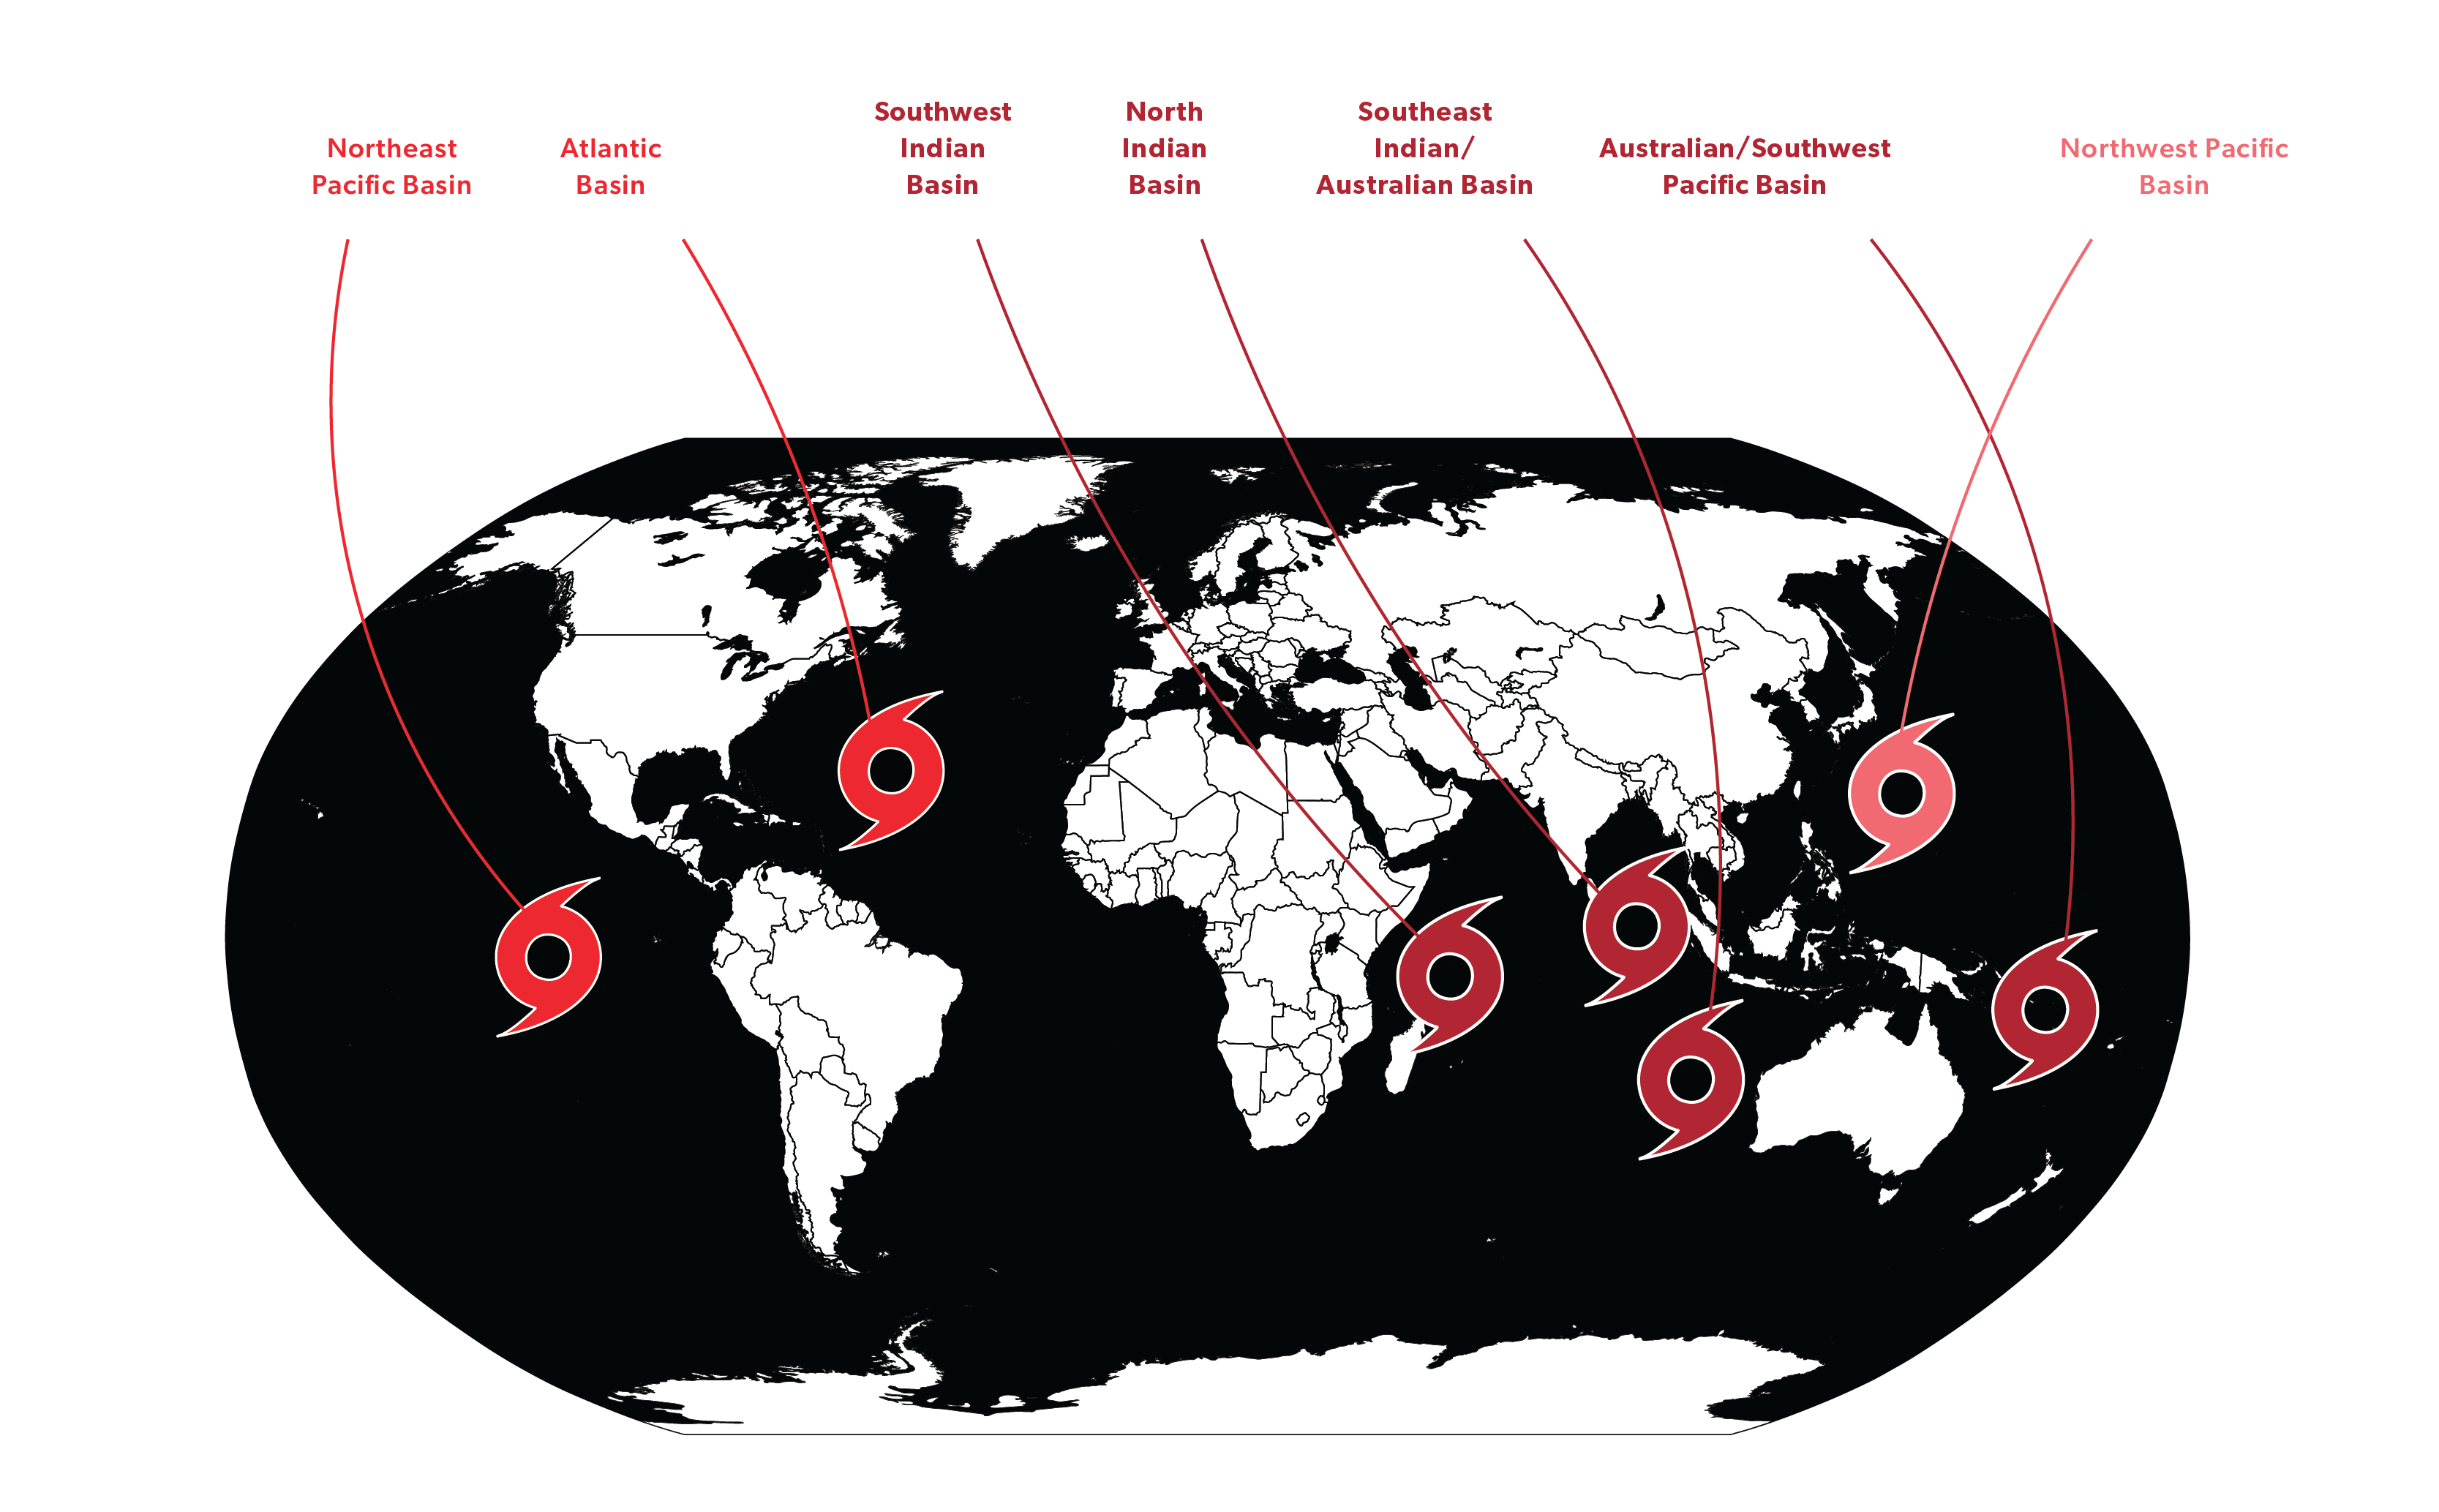 Northeast
Pacific Basin
Atlantic
Basin
Southwest
Indian
Basin
North
Indian
Basin
Southeast
Indian/
Australian Basin
Australian/Southwest
Pacific Basin
Northwest Pacific
Basin